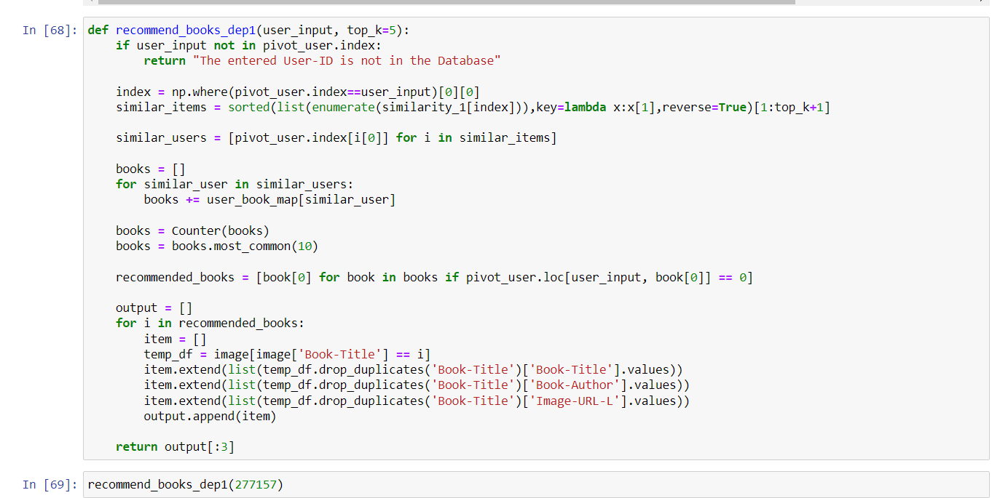 In [68]: def recommend_books_dep1(user_input, top_k=5):
    if user_input not in pivot_user.index:
        return "The entered User-ID is not in the Database"

    index = np.where(pivot_user.index==user_input)[0][0]
    similar_items = sorted(list(enumerate(similarity_1[index])),key=lambda x:x[1],reverse=True)[1:top_k+1]

    similar_users = [pivot_user.index[i[0]] for i in similar_items]

    books = []
    for similar_user in similar_users:
        books += user_book_map[similar_user]

    books = Counter(books)
    books = books.most_common(10)

    recommended_books = [book[0] for book in books if pivot_user.loc[user_input, book[0]] == 0]

    output = []
    for i in recommended_books:
        item = []
        temp_df = image[image['Book-Title'] == i]
        item.extend(list(temp_df.drop_duplicates('Book-Title')['Book-Title'].values))
        item.extend(list(temp_df.drop_duplicates('Book-Title')['Book-Author'].values))
        item.extend(list(temp_df.drop_duplicates('Book-Title')['Image-URL-L'].values))
        output.append(item)

    return output[:3]
In [69]: recommend_books_dep1(277157)